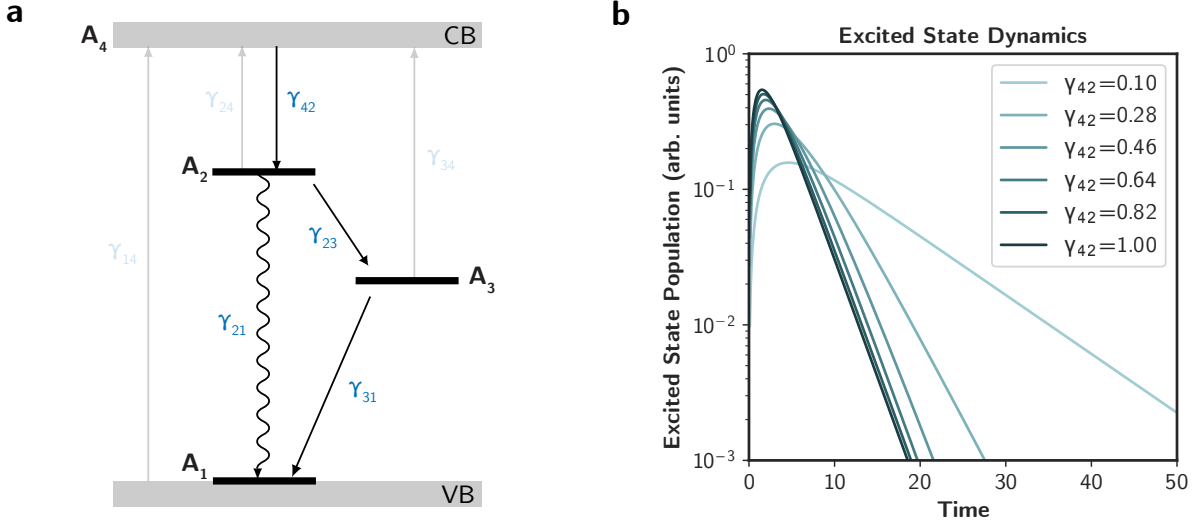 a
A₄
CB
γ₂₄
γ₄₂
A₂
γ₃₄
γ₂₃
γ₁₄
A₃
γ₂₁
γ₃₁
A₁
VB
b
Excited State Dynamics
Excited State Population (arb. units)
10⁰
10⁻¹
10⁻²
10⁻³
γ₄₂=0.10
γ₄₂=0.28
γ₄₂=0.46
γ₄₂=0.64
γ₄₂=0.82
γ₄₂=1.00
0 10 20 30 40 50
Time